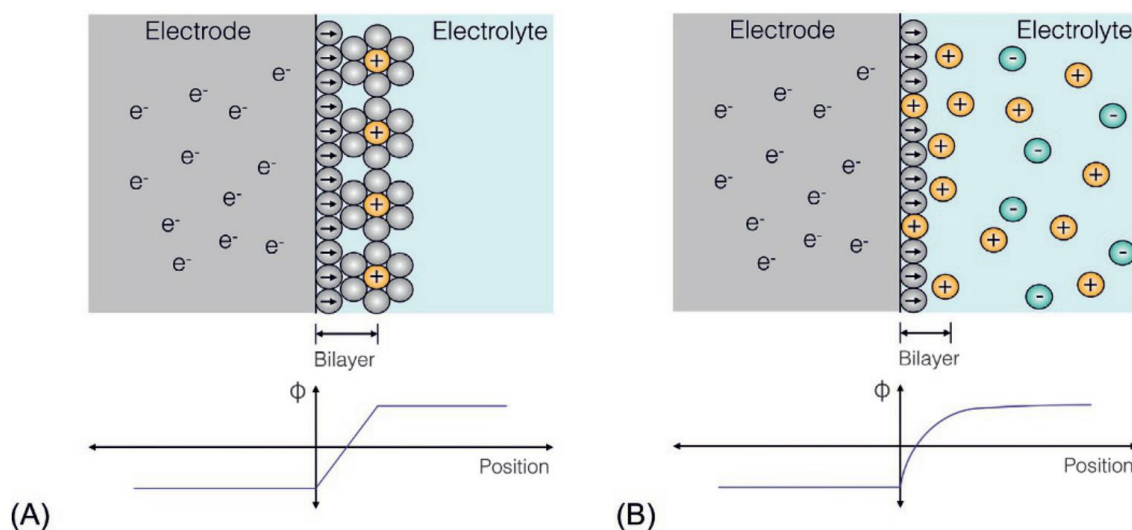 Electrode
Electrolyte
e-
e-
e-
e-
e-
e-
e-
e-
e-
e-
e-
e-
+
+
+
+
Bilayer
Φ
Position
(A)
Electrode
Electrolyte
e-
e-
e-
e-
e-
e-
e-
e-
e-
e-
e-
e-
+
-
+
+
+
+
-
+
-
+
+
-
+
+
+
-
+
+
-
Bilayer
Φ
Position
(B)